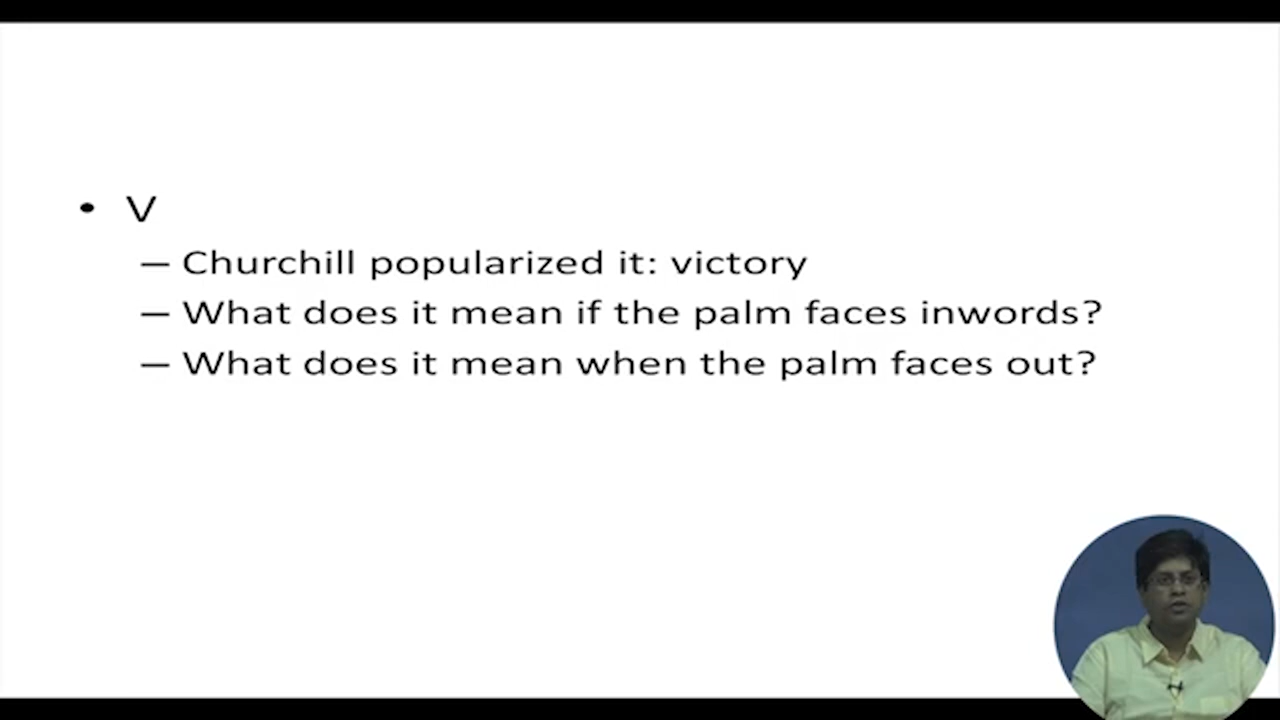 • V
– Churchill popularized it: victory
– What does it mean if the palm faces inwords?
– What does it mean when the palm faces out?